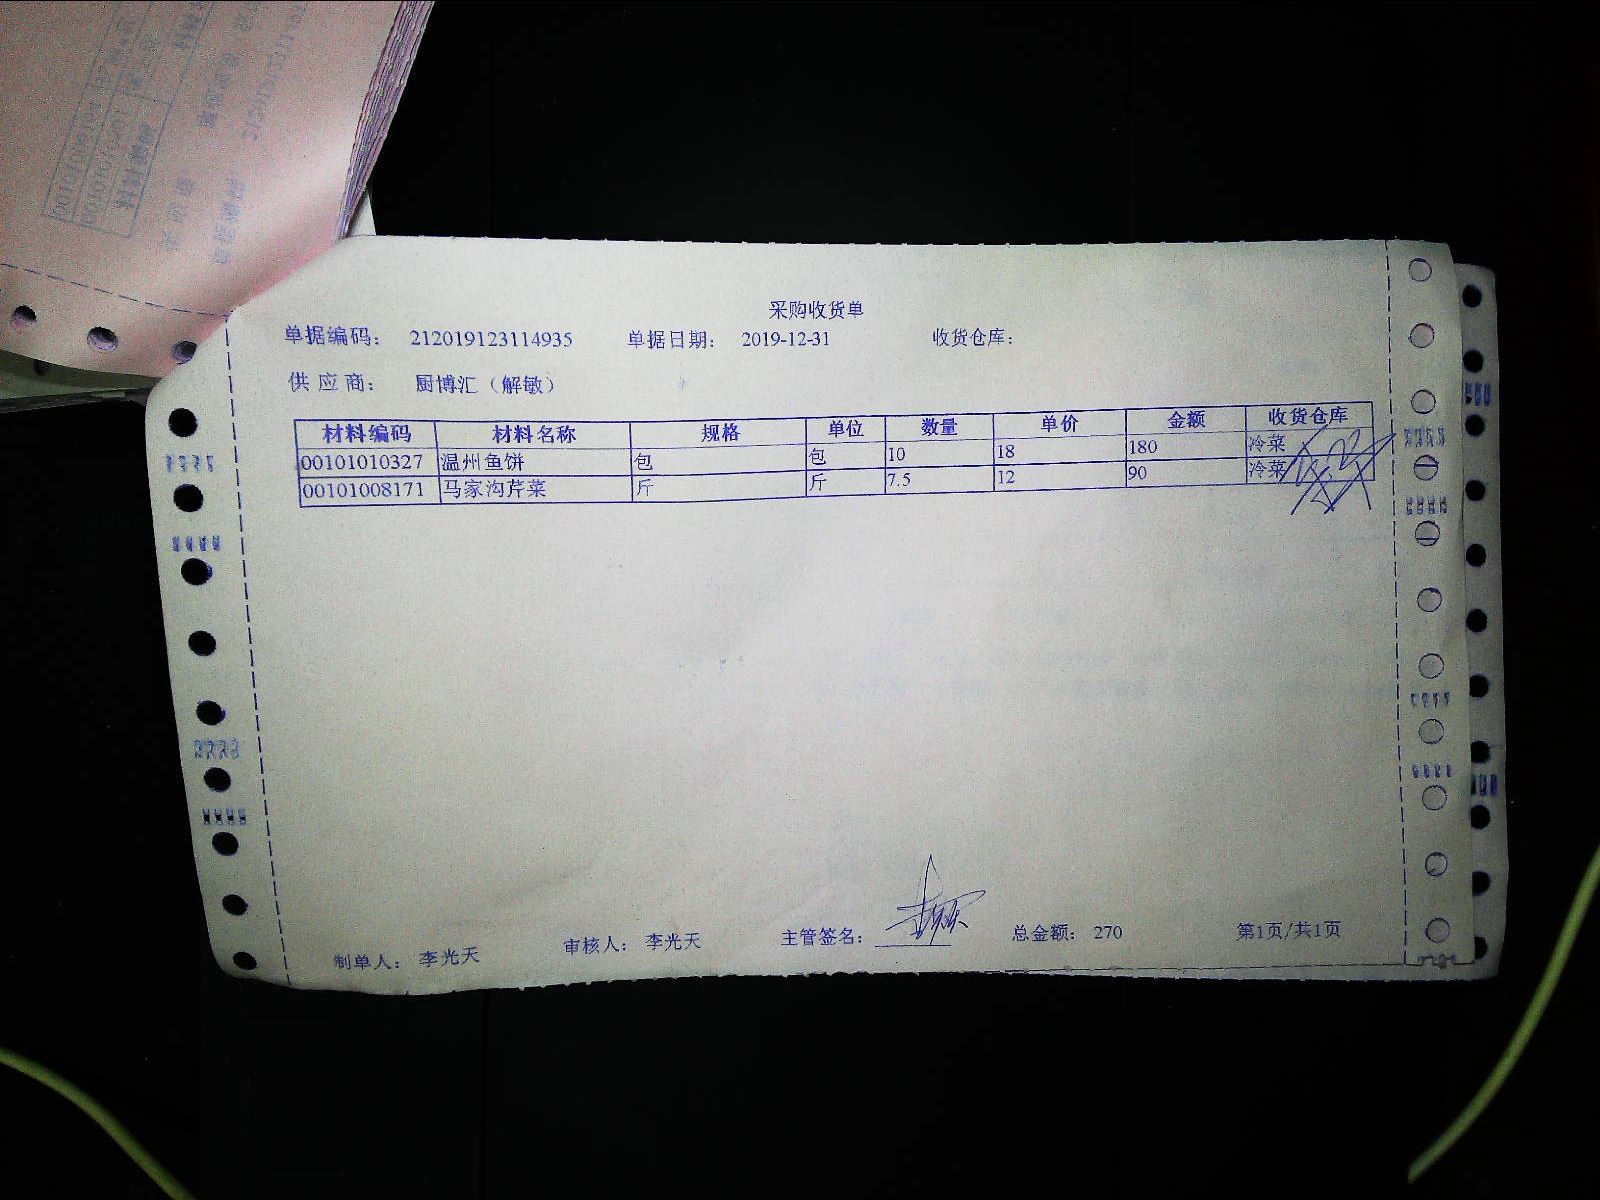 采购收货单
单据编码: 212019123114935 单据日期: 2019-12-31 收货仓库:
供应商: 厨博汇（解敏）
材料编码 材料名称 规格 单位 数量 单价 金额 收货仓库
00101010327 温州鱼饼 包 包 10 18 180 冷菜
00101008171 马家沟芹菜 斤 斤 7.5 12 90 冷菜
制单人: 李光天 审核人: 李光天 主管签名: 总金额: 270 第1页/共1页